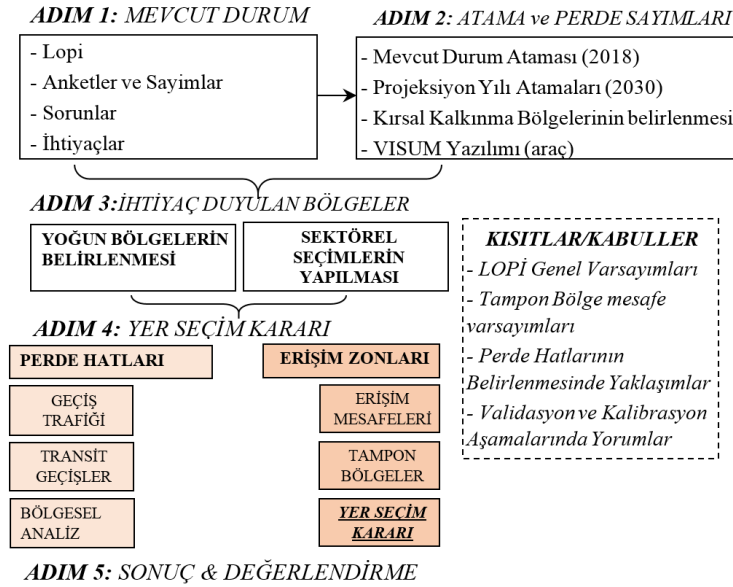 ADIM 1: MEVCUT DURUM
- Lopi
- Anketler ve Sayimlar
- Sorunlar
- İhtiyaçlar
ADIM 2: ATAMA ve PERDE SAYIMLARI
- Mevcut Durum Ataması (2018)
- Projeksiyon Yılı Atamaları (2030)
- Kırsal Kalkınma Bölgelerinin belirlenmesi
- VISUM Yazılımı (araç)
ADIM 3:İHTİYAÇ DUYULAN BÖLGELER
YOĞUN BÖLGELERİN
BELİRLENMESİ
SEKTÖREL
SEÇİMLERİN
YAPILMASI
ADIM 4: YER SEÇİM KARARI
PERDE HATLARI
GEÇİŞ
TRAFİĞİ
TRANSİT
GEÇİŞLER
BÖLGESEL
ANALİZ
ERİŞİM ZONLARI
ERİŞİM
MESAFELERİ
TAMPON
BÖLGELER
YER SEÇİM
KARARI
KISITLAR/KABULLER
- LOPİ Genel Varsayımları
- Tampon Bölge mesafe
varsayımları
- Perde Hatlarının
Belirlenmesinde Yaklaşımlar
- Validasyon ve Kalibrasyon
Aşamalarında Yorumlar
ADIM 5: SONUÇ & DEĞERLENDİRME